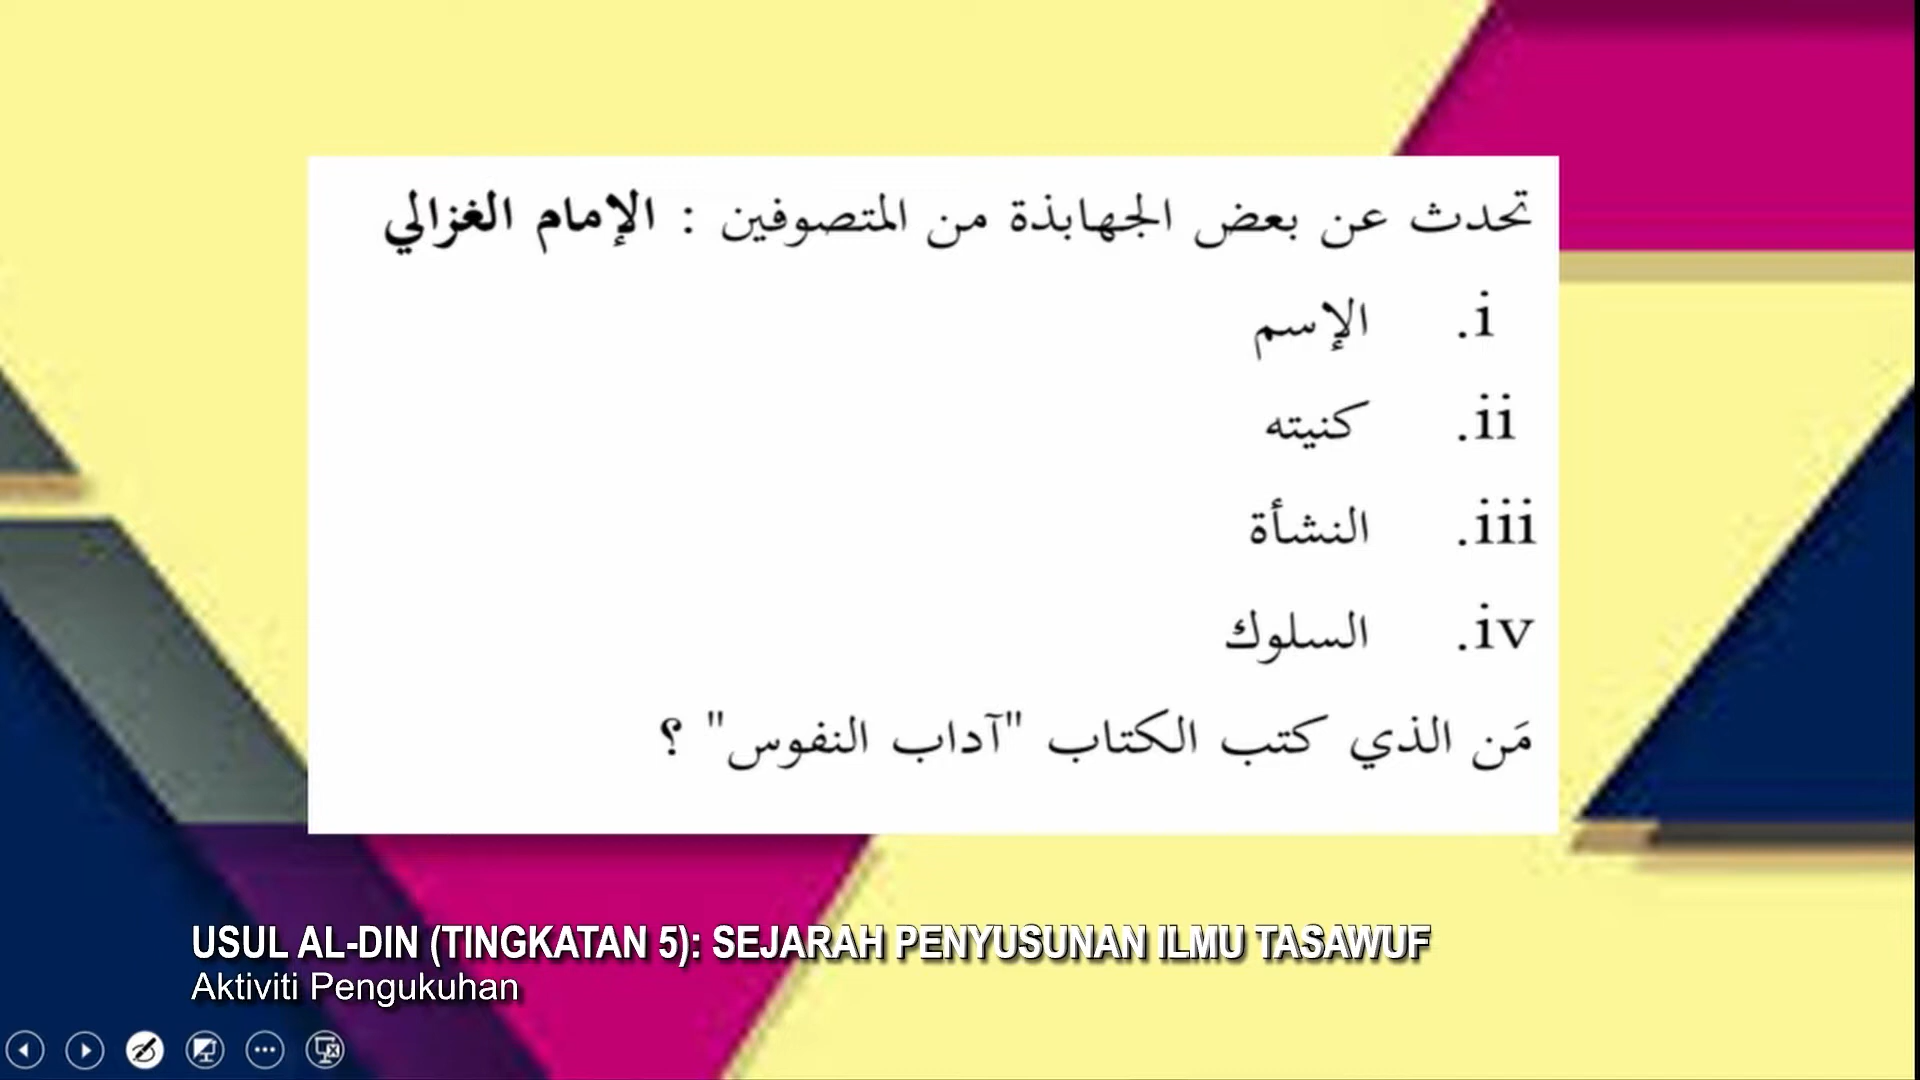 تحدث عن بعض الجهابذة من المتصوفين : الإمام الغزالي
i. الإسم
ii. كنيته
iii. النشأة
iv. السلوك
مَن الذي كتب الكتاب "آداب النفوس" ؟
USUL AL-DIN (TINGKATAN 5): SEJARAH PENYUSUNAN ILMU TASAWUF
Aktiviti Pengukuhan